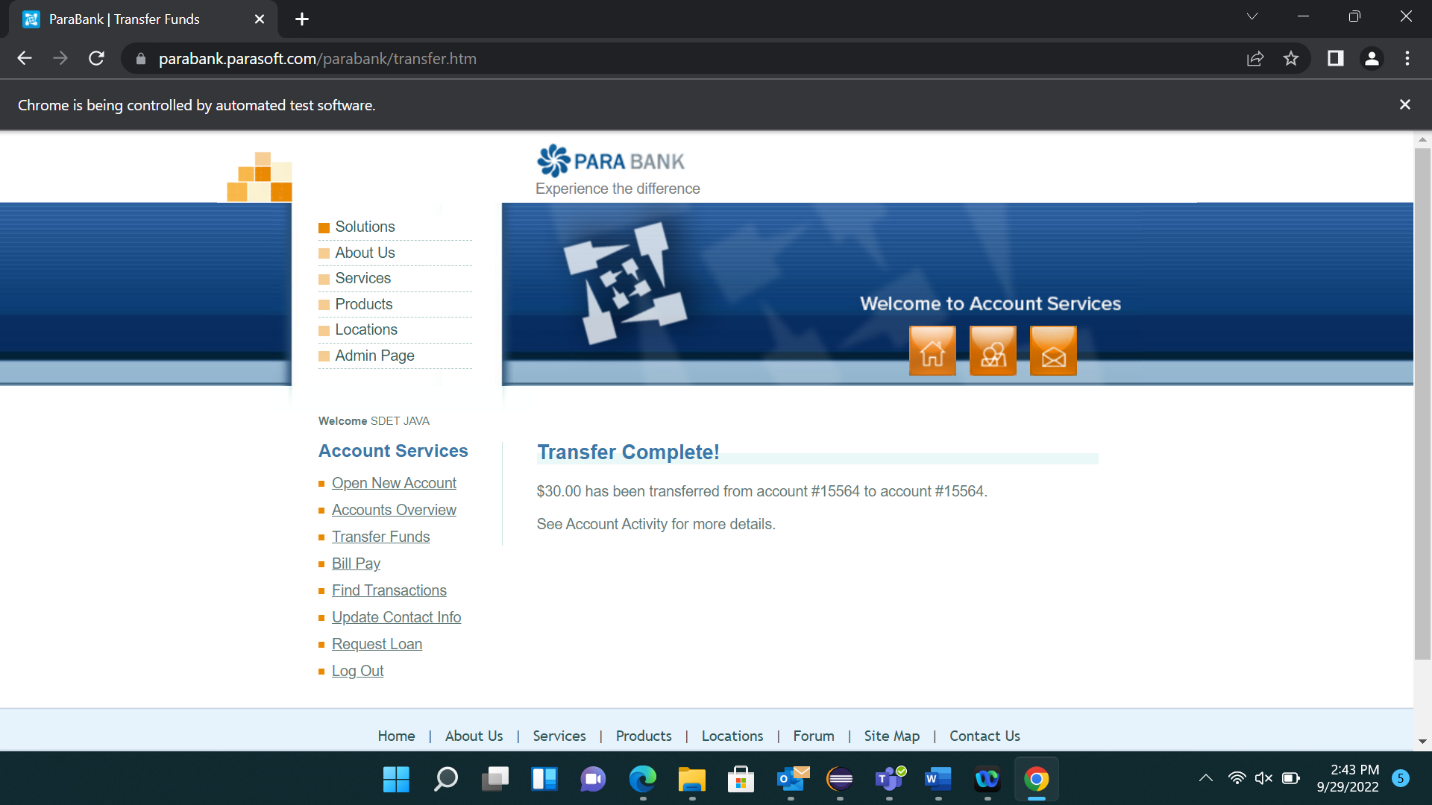 ParaBank | Transfer Funds
parabank.parasoft.com/parabank/transfer.htm
Chrome is being controlled by automated test software.
PARA BANK
Experience the difference
Solutions
About Us
Services
Products
Locations
Admin Page
Welcome to Account Services
Welcome SDET JAVA
Account Services
Open New Account
Accounts Overview
Transfer Funds
Bill Pay
Find Transactions
Update Contact Info
Request Loan
Log Out
Transfer Complete!
$30.00 has been transferred from account #15564 to account #15564.
See Account Activity for more details.
Home | About Us | Services | Products | Locations | Forum | Site Map | Contact Us
2:43 PM
9/29/2022
5